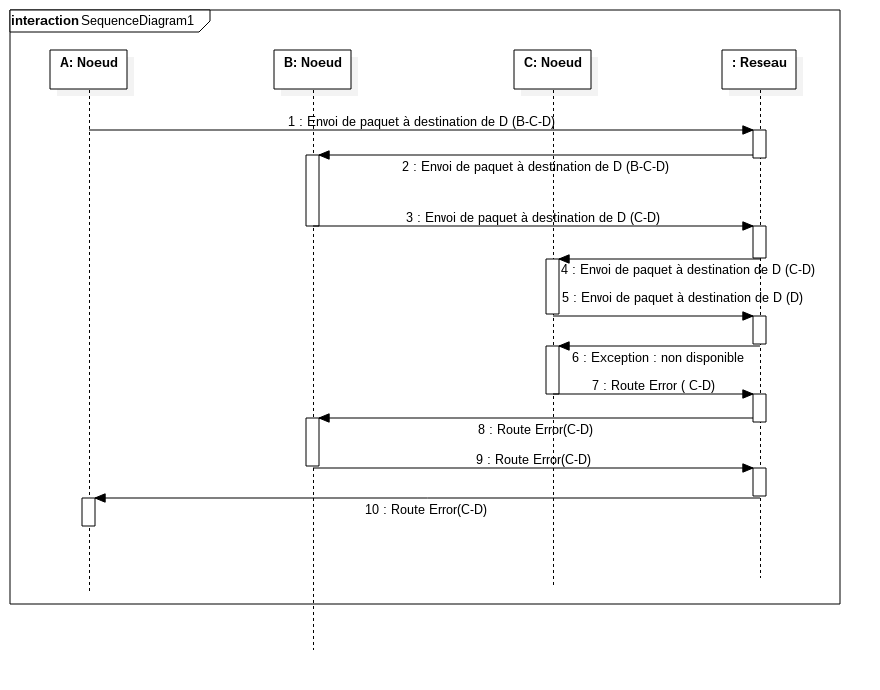 interaction SequenceDiagram1
A: Noeud
B: Noeud
C: Noeud
: Reseau
1 : Envoi de paquet à destination de D (B-C-D)
2 : Envoi de paquet à destination de D (B-C-D)
3 : Envoi de paquet à destination de D (C-D)
4 : Envoi de paquet à destination de D (C-D)
5 : Envoi de paquet à destination de D (D)
6 : Exception : non disponible
7 : Route Error ( C-D)
8 : Route Error(C-D)
9 : Route Error(C-D)
10 : Route Error(C-D)